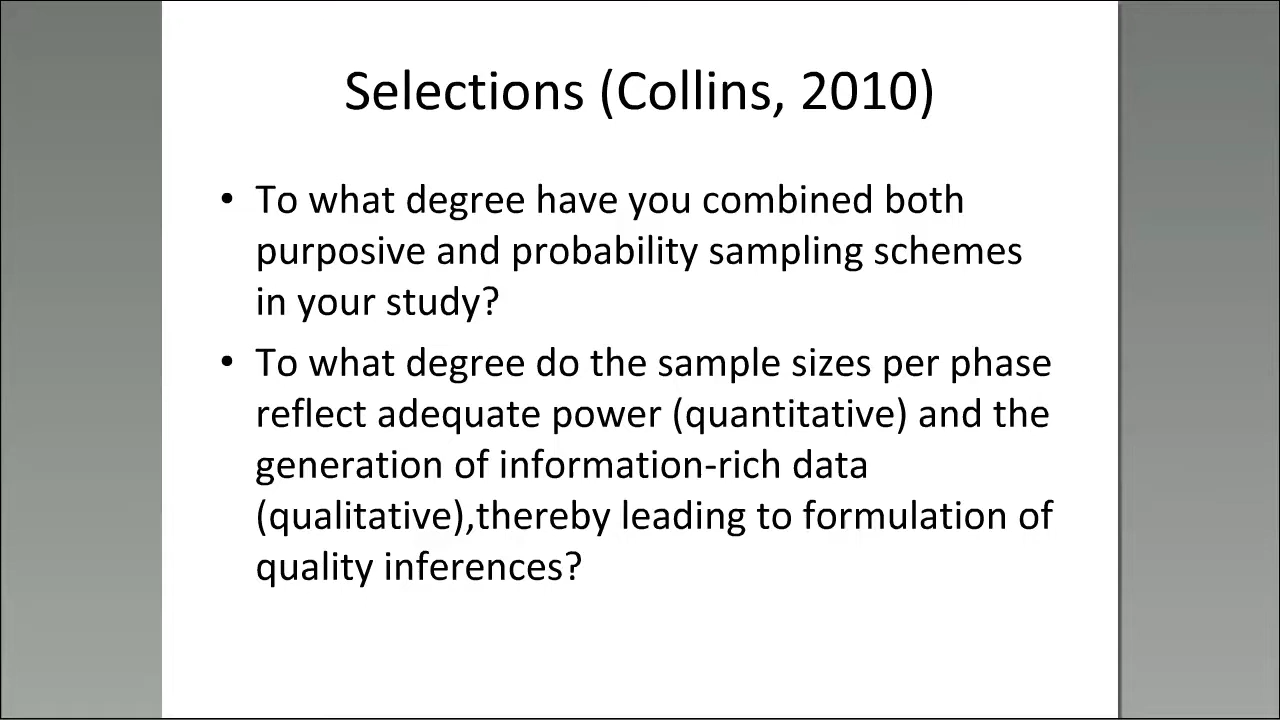 Selections (Collins, 2010)
• To what degree have you combined both
purposive and probability sampling schemes
in your study?
• To what degree do the sample sizes per phase
reflect adequate power (quantitative) and the
generation of information-rich data
(qualitative),thereby leading to formulation of
quality inferences?